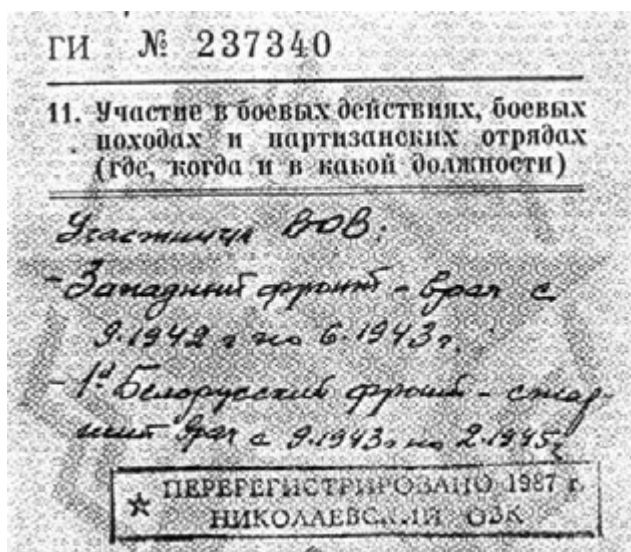 ГИ № 237340
11. Участие в боевых действиях, боевых
походах и партизанских отрядах
(где, когда и в какой должности)
Участница ВОВ:
- Западный фронт - врач с
9.1942 г по 6.1943 г.
- 1й Белорусский фронт - стар-
ший врач с 9.1943 г по 2.1945 г
ПЕРЕРЕГИСТРИРОВАНО 1987 г.
НИКОЛАЕВСКИЙ ОВК